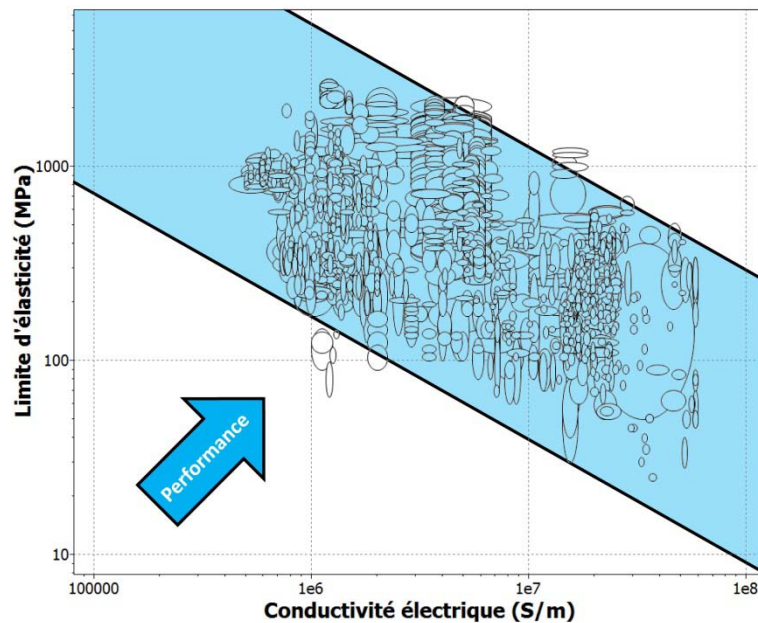 1000
100
10
Limite d'élasticité (MPa)
Performance
100000 1e6 1e7 1e8
Conductivité électrique (S/m)